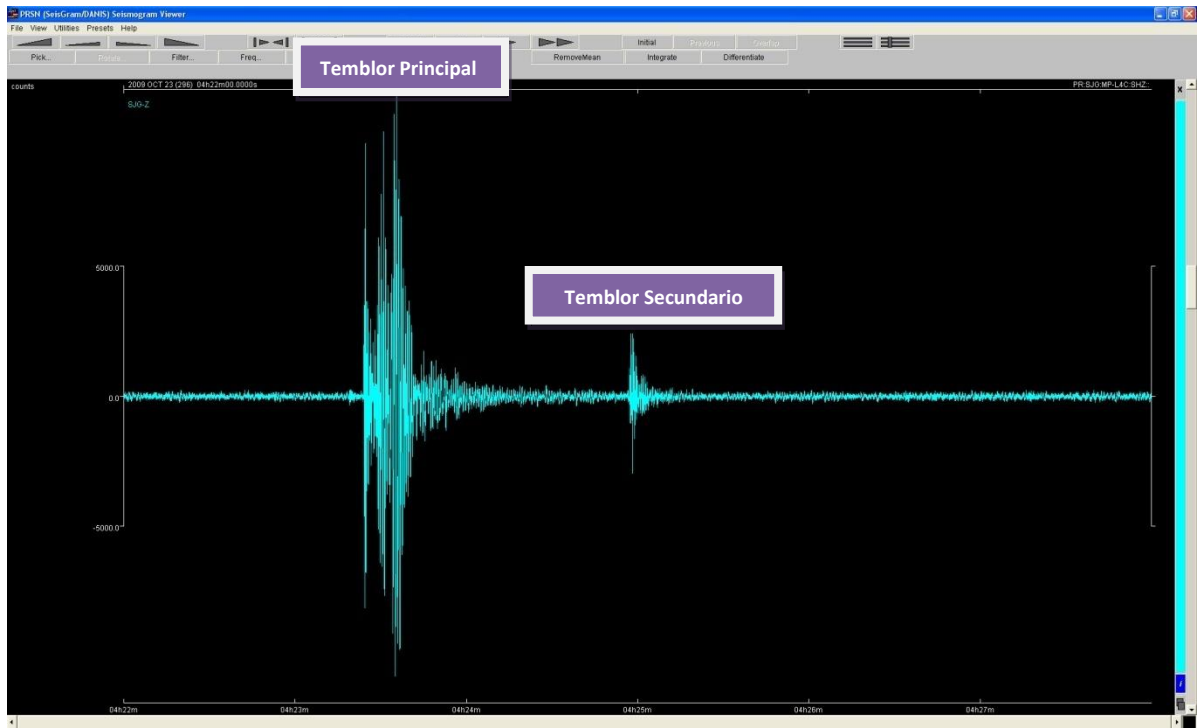 PRSN (SeisGram/DANIS) Seismogram Viewer
File View Utilities Presets Help
Initial Previous Overlap
Pick... Filter... Freq... RemoveMean Integrate Differentiate
Temblor Principal
counts 2009 OCT 23 (296) 04h22m00.0000s PR:SJG:MP-L4C:SHZ::
x
SJG-Z
5000.0
Temblor Secundario
0.0
-5000.0
i
04h22m 04h23m 04h24m 04h25m 04h26m 04h27m